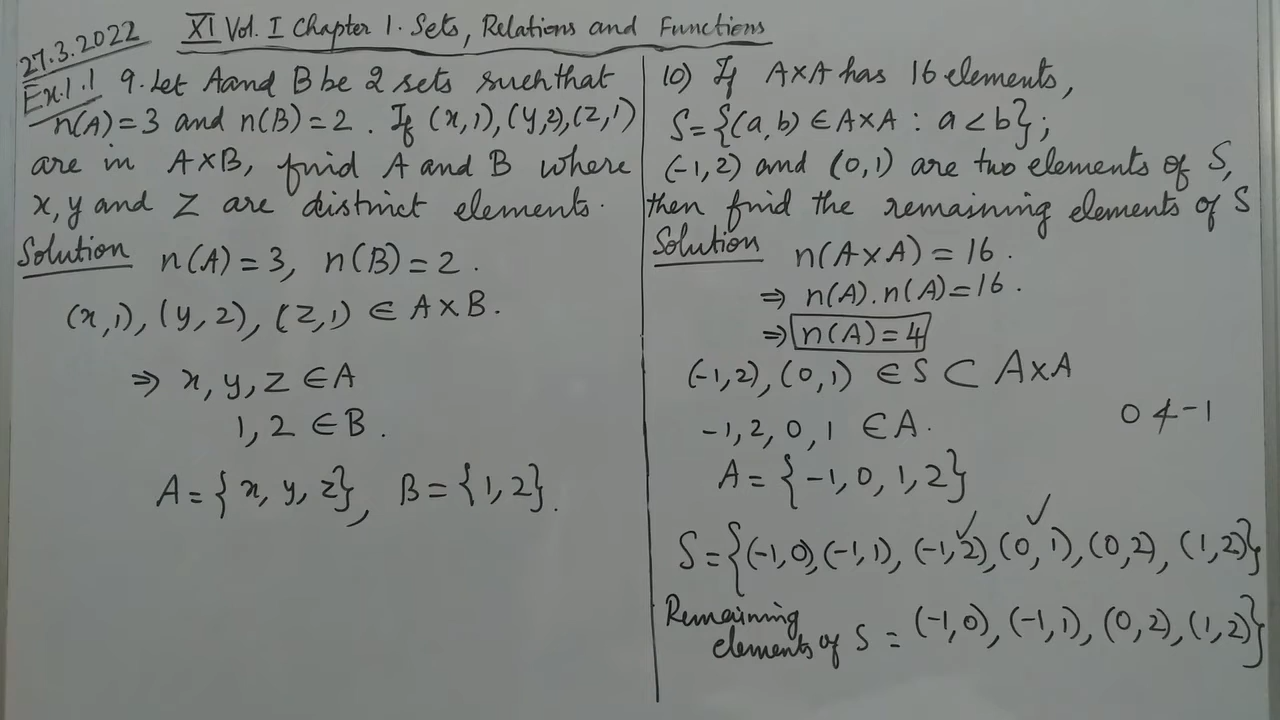 27.3.2022
XI Vol. I Chapter 1. Sets, Relations and Functions
Ex.1.1 9. Let A and B be 2 sets such that
n(A)=3 and n(B)=2. If (x,1),(y,2),(z,1)
are in A×B, find A and B where
x, y and z are distinct elements.
Solution n(A)=3, n(B)=2.
(x,1), (y,2), (z,1) ∈ A×B.
⇒ x, y, z ∈ A
1, 2 ∈ B.
A={x, y, z}, B={1,2}.
10) If A×A has 16 elements,
S={(a,b) ∈ A×A : a<b};
(-1,2) and (0,1) are two elements of S,
then find the remaining elements of S
Solution n(A×A)=16.
⇒ n(A).n(A)=16.
⇒ n(A)=4
(-1,2), (0,1) ∈ S ⊂ A×A
0 ≮ -1
-1, 2, 0, 1 ∈ A.
A={-1,0,1,2}
S={(-1,0),(-1,1),(-1,2),(0,1),(0,2),(1,2)}
Remaining
elements of S = (-1,0),(-1,1),(0,2),(1,2)}